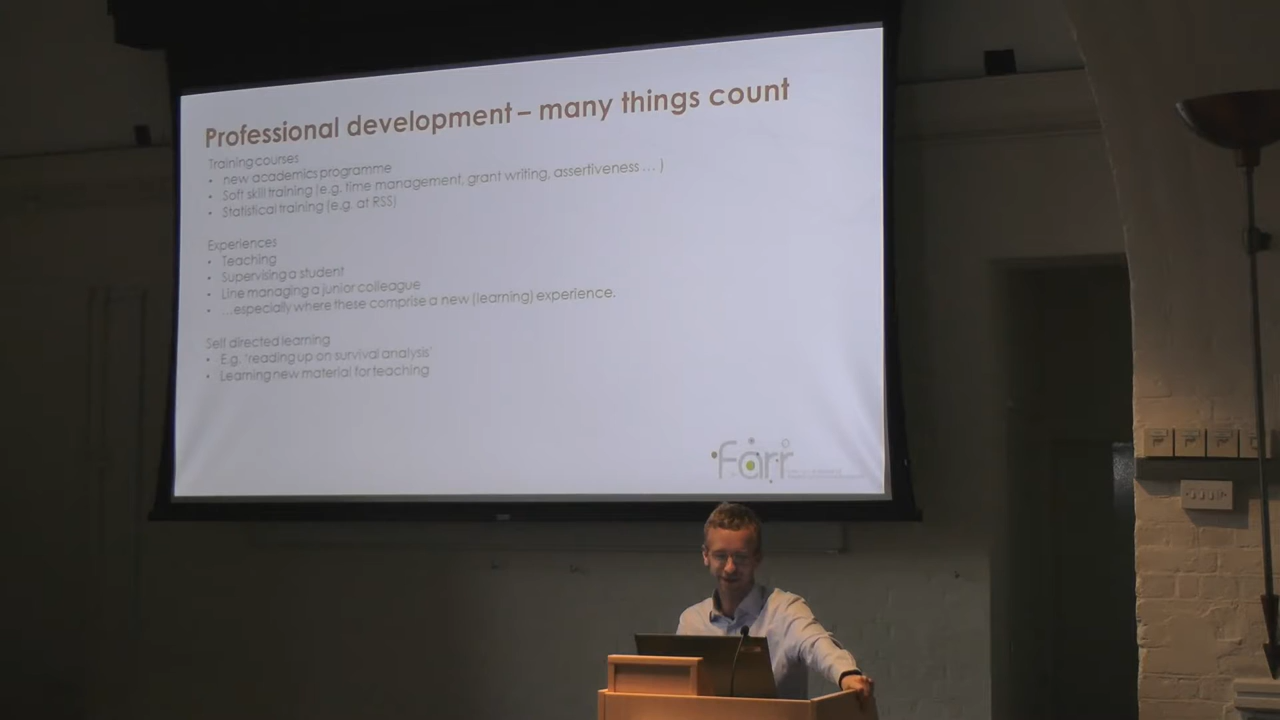 Professional development – many things count
Training courses
• new academics programme
• Soft skill training (e.g. time management, grant writing, assertiveness … )
• Statistical training (e.g. at RSS)
Experiences
• Teaching
• Supervising a student
• Line managing a junior colleague
• …especially where these comprise a new (learning) experience.
Self directed learning
• E.g. 'reading up on survival analysis'
• Learning new material for teaching
Farr